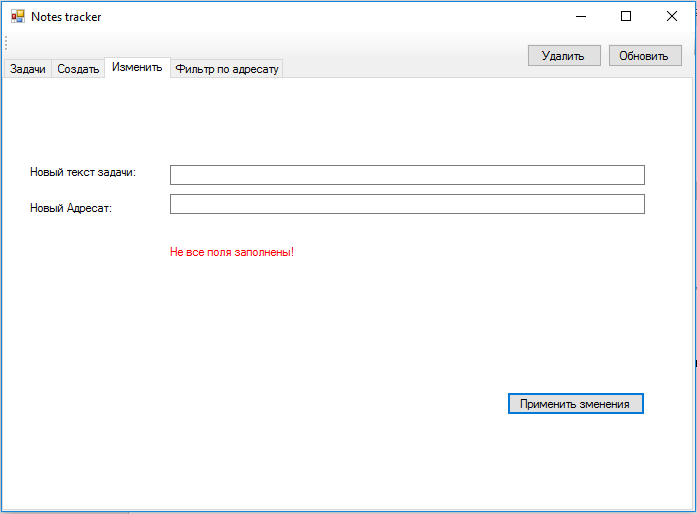 Notes tracker
Удалить
Обновить
Задачи
Создать
Изменить
Фильтр по адресату
Новый текст задачи:
Новый Адресат:
Не все поля заполнены!
Применить зменения